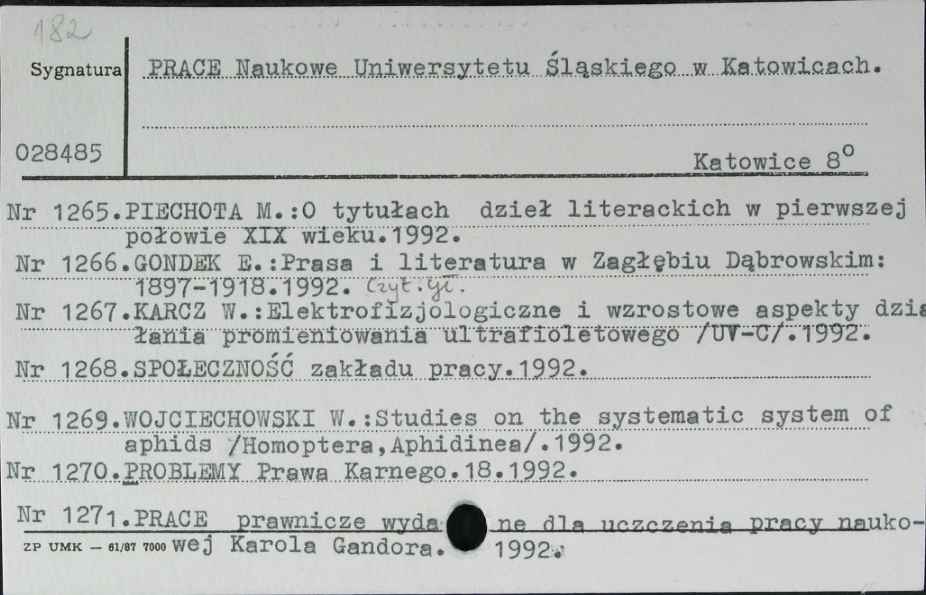 182
Sygnatura
PRACE Naukowe Uniwersytetu Śląskiego w Katowicach.
028485
Katowice 8º
Nr 1265.PIECHOTA M.:O tytułach dzieł literackich w pierwszej
połowie XIX wieku.1992.
Nr 1266.GONDEK E.:Prasa i literatura w Zagłębiu Dąbrowskim:
1897-1918.1992. Czyt.gł.
Nr 1267.KARCZ W.:Elektrofizjologiczne i wzrostowe aspekty dzia
łania promieniowania ultrafioletowego /UV-C/.1992.
Nr 1268.SPOŁECZNOŚĆ zakładu pracy.1992.
Nr 1269.WOJCIECHOWSKI W.:Studies on the systematic system of
aphids /Homoptera,Aphidinea/.1992.
Nr 1270.PROBLEMY Prawa Karnego.18.1992.
Nr 1271.PRACE prawnicze wyda ne dla uczczenia pracy nauko-
wej Karola Gandora. 1992.
ZP UMK — 61/87 7000